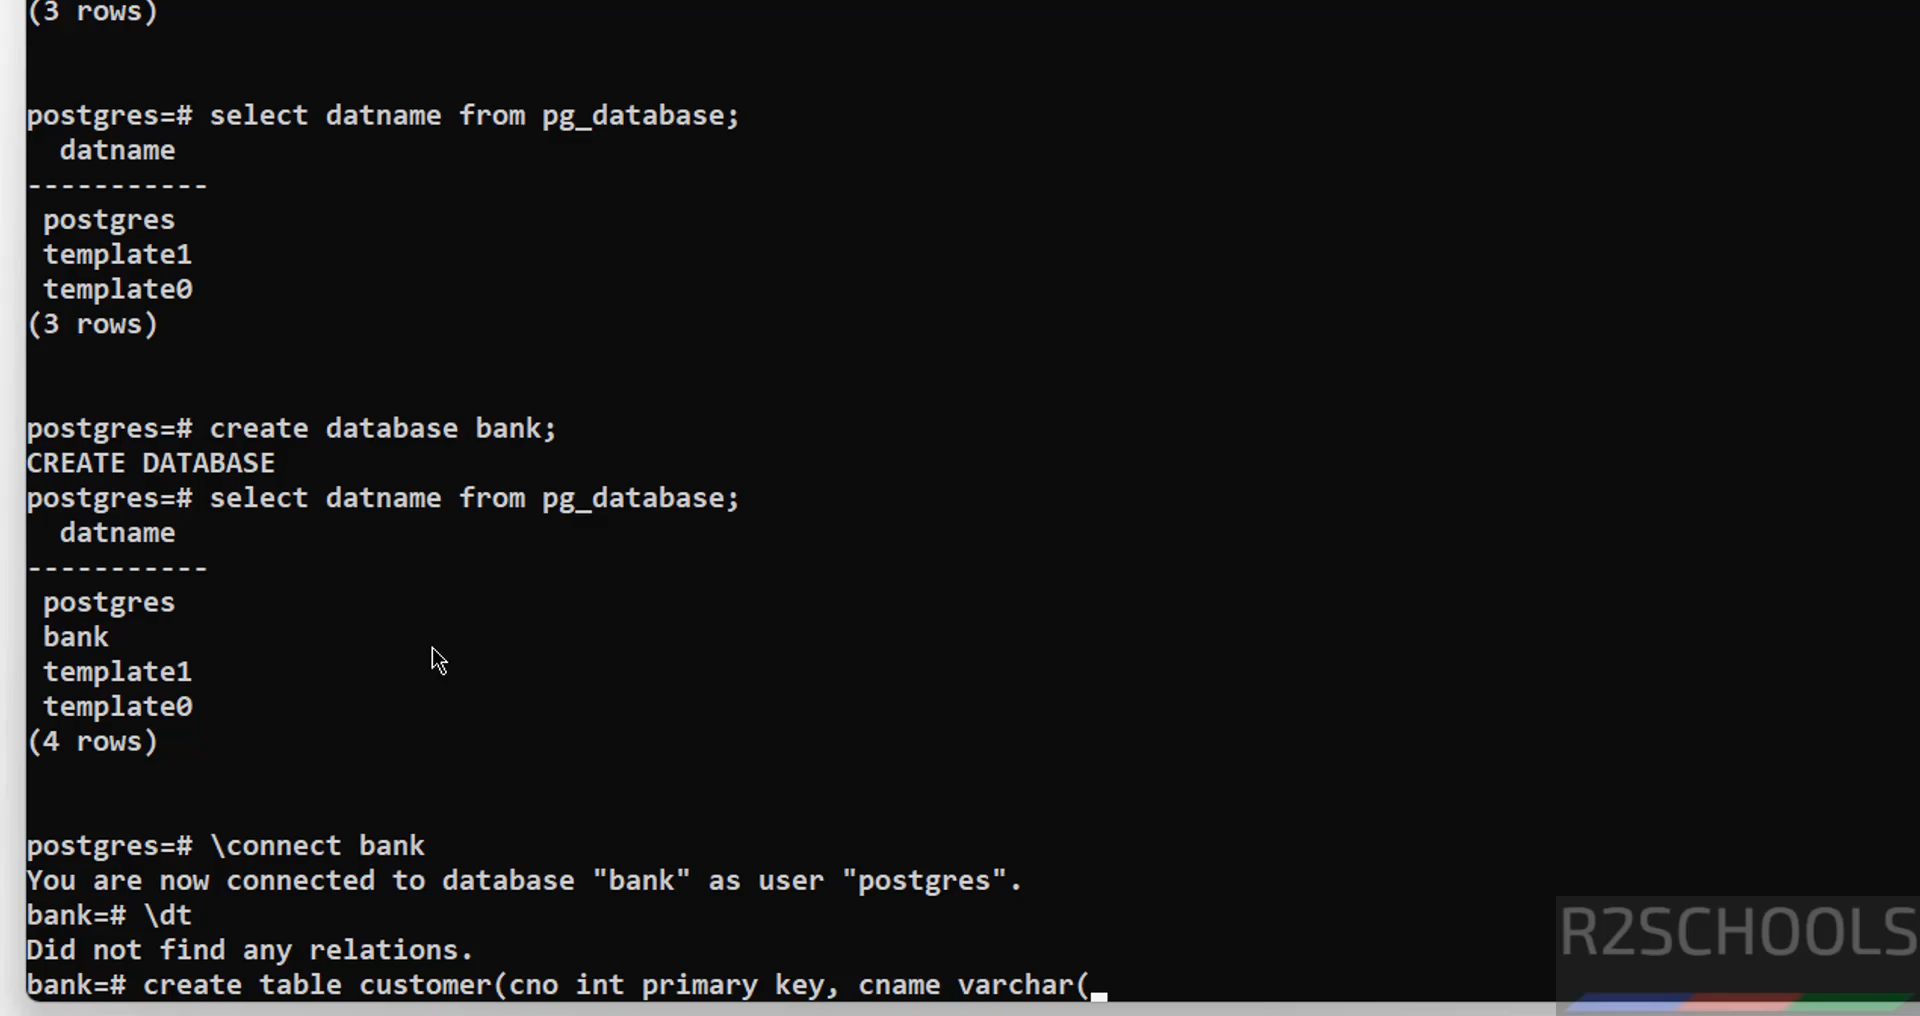 (3 rows)
postgres=# select datname from pg_database;
  datname
-----------
 postgres
 template1
 template0
(3 rows)
postgres=# create database bank;
CREATE DATABASE
postgres=# select datname from pg_database;
  datname
-----------
 postgres
 bank
 template1
 template0
(4 rows)
postgres=# \connect bank
You are now connected to database "bank" as user "postgres".
bank=# \dt
Did not find any relations.
bank=# create table customer(cno int primary key, cname varchar(
R2SCHOOLS